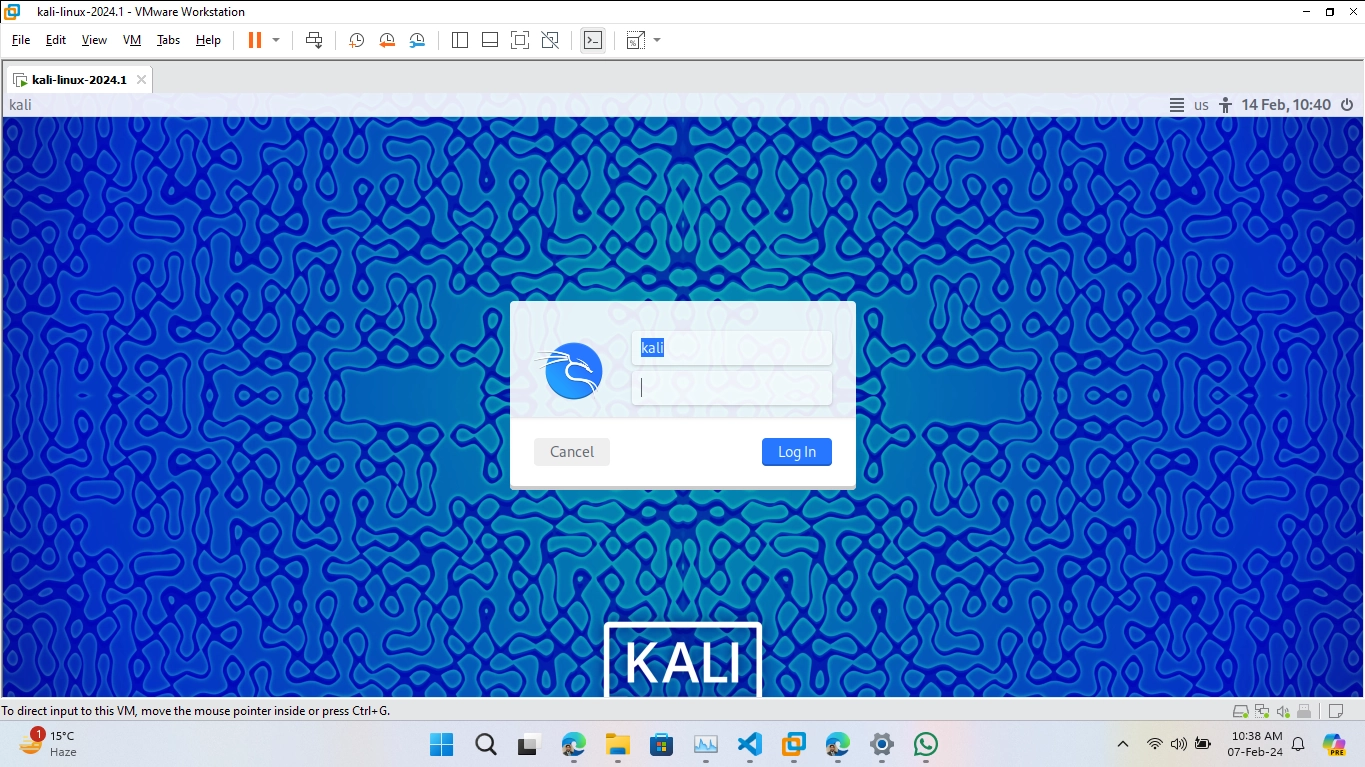 kali-linux-2024.1 - VMware Workstation
File Edit View VM Tabs Help
kali-linux-2024.1
kali
us 14 Feb, 10:40
kali
Cancel
Log In
KALI
To direct input to this VM, move the mouse pointer inside or press Ctrl+G.
1
15°C
Haze
10:38 AM
07-Feb-24
PRE